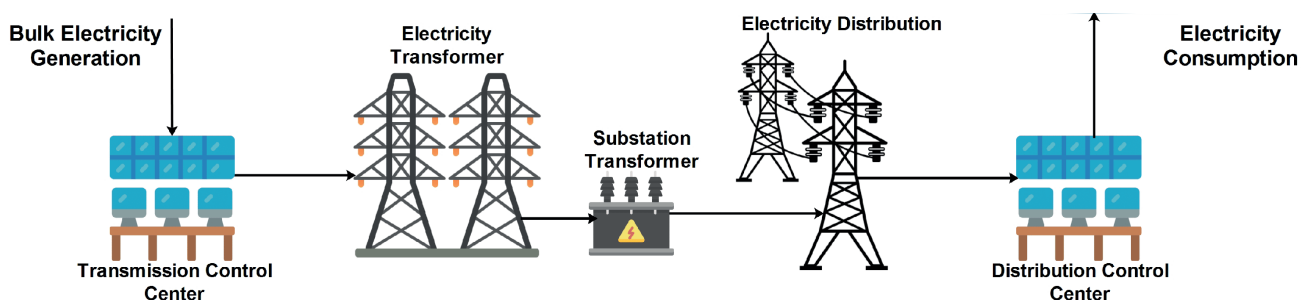 Bulk Electricity
Generation
Electricity
Transformer
Substation
Transformer
Electricity Distribution
Electricity
Consumption
Transmission Control
Center
Distribution Control
Center